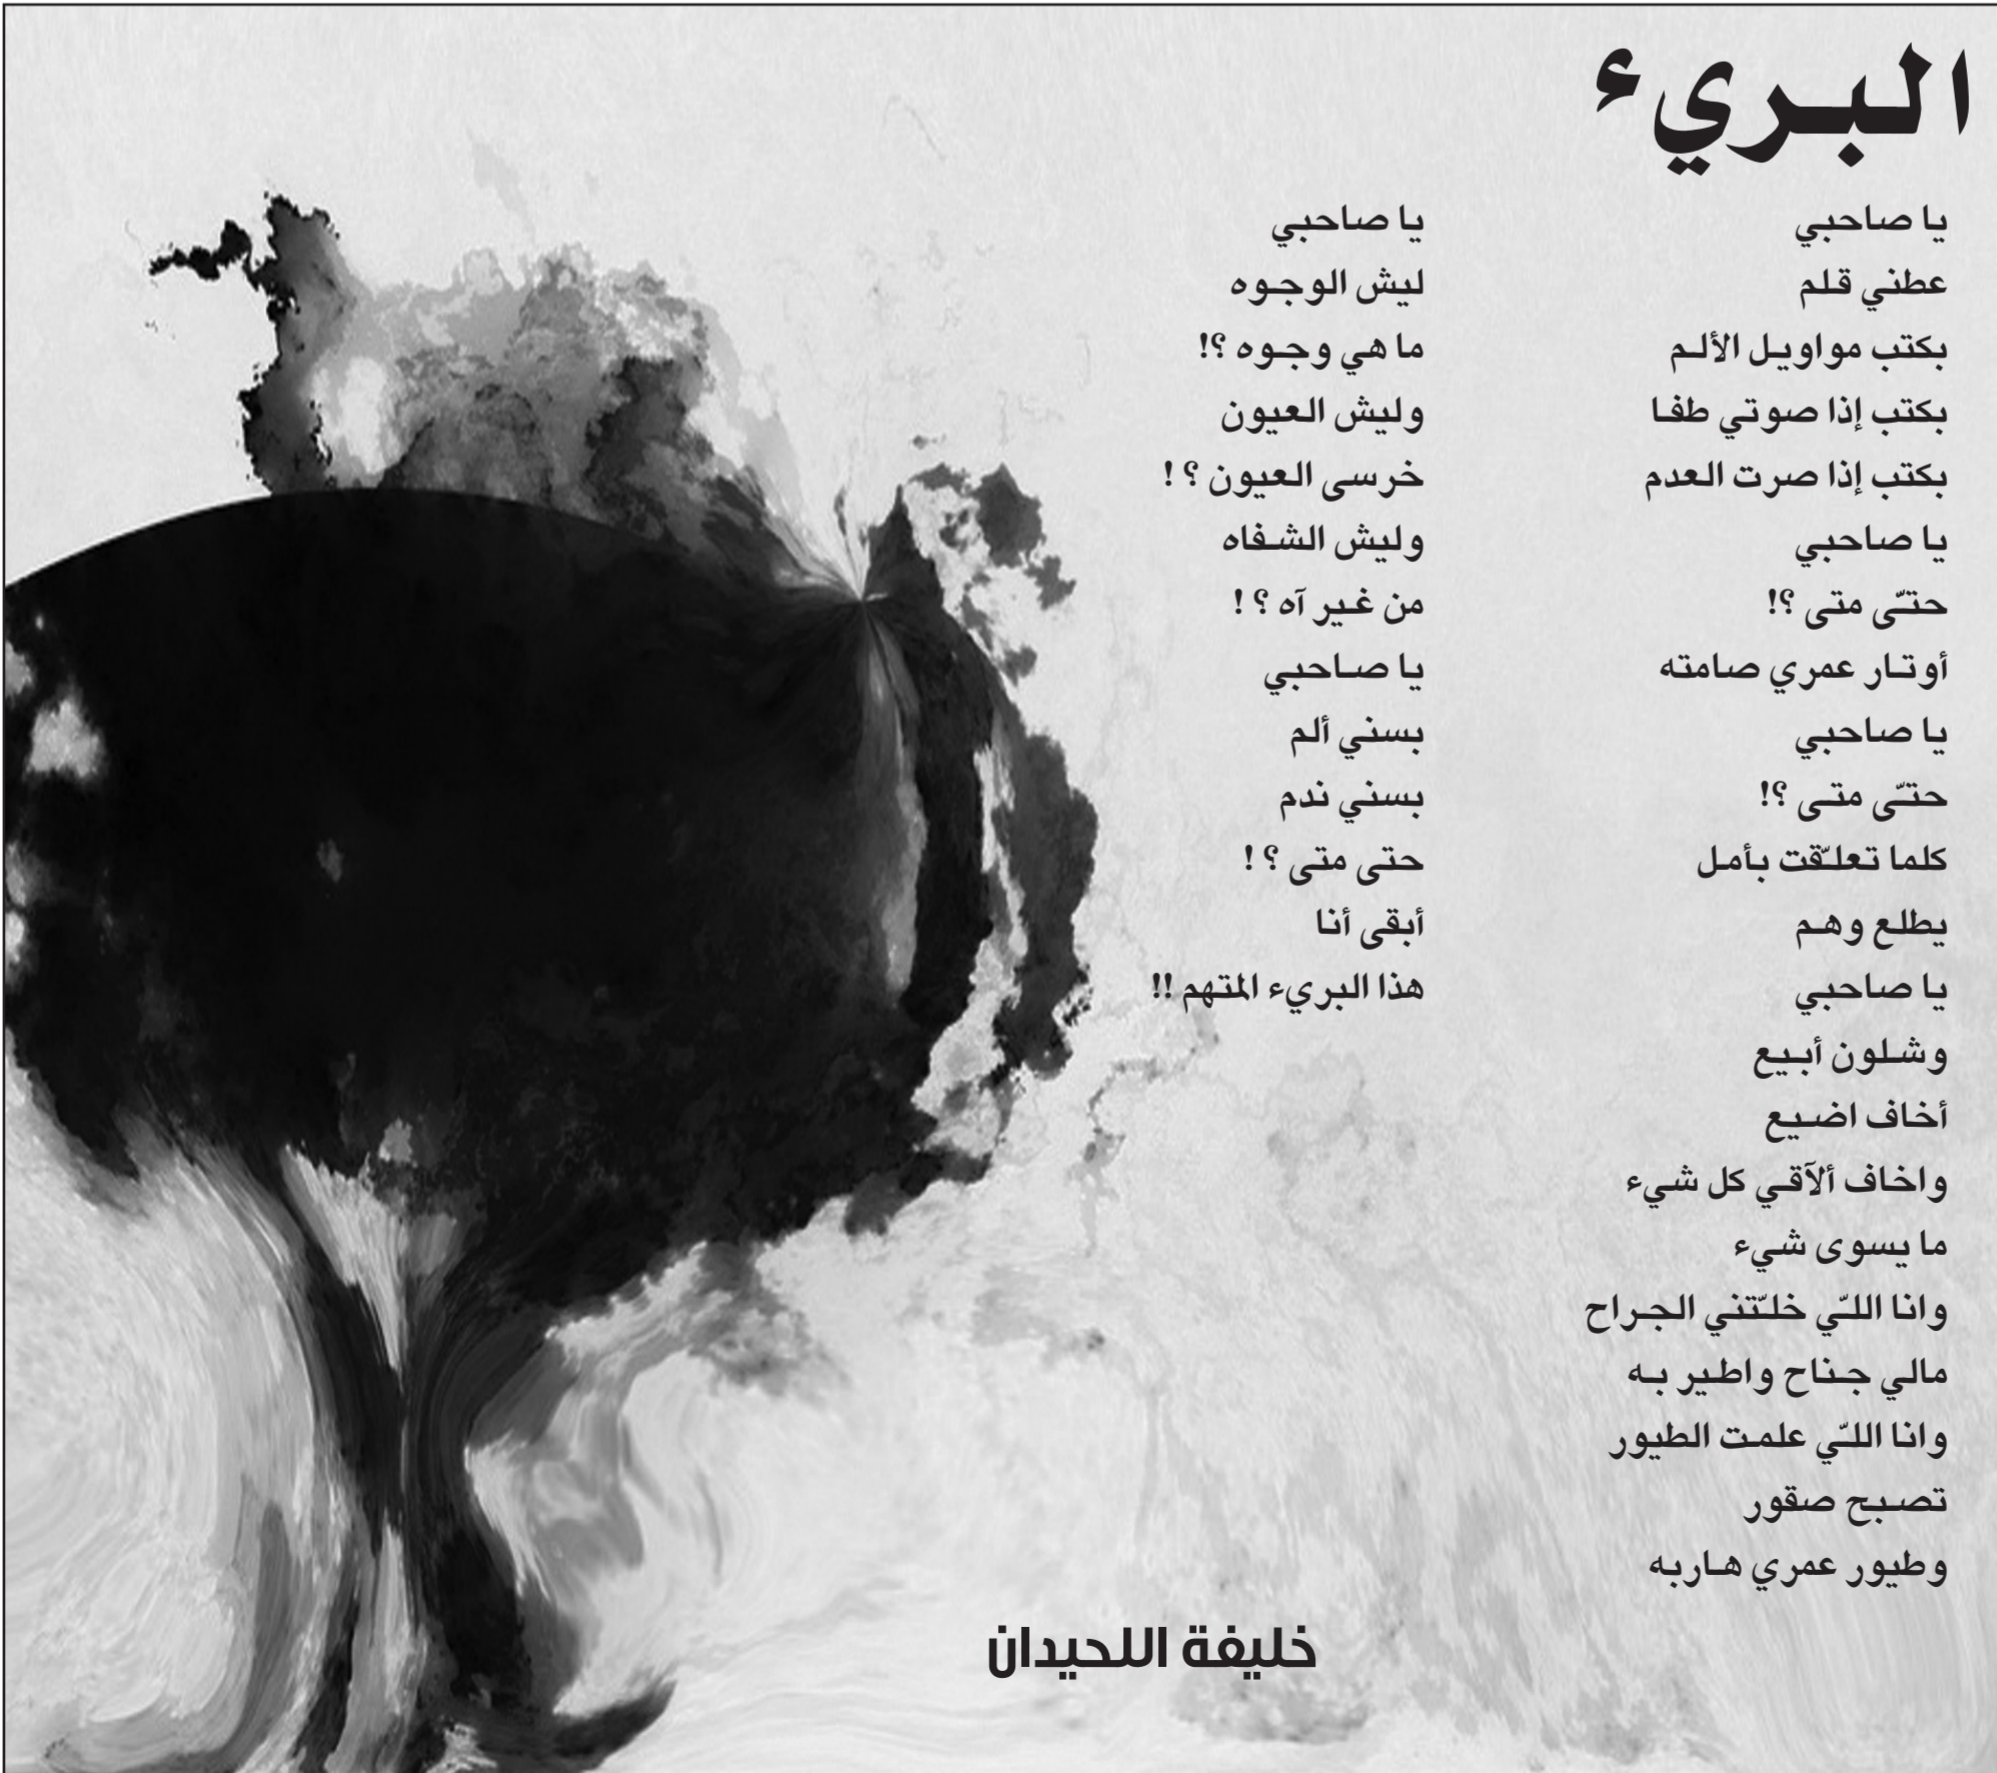 البريء
يا صاحبي
عطني قلم
بكتب مواويل الألم
بكتب إذا صوتي طفا
بكتب إذا صرت العدم
يا صاحبي
حتّى متى ؟!
أوتار عمري صامته
يا صاحبي
حتّى متى ؟!
كلما تعلّقت بأمل
يطلع وهم
يا صاحبي
وشلون أبيع
أخاف اضيع
واخاف ألآقي كل شيء
ما يسوى شيء
وانا اللّي خلّتني الجراح
مالي جناح واطير به
وانا اللّي علمت الطيور
تصبح صقور
وطيور عمري هاربه
يا صاحبي
ليش الوجوه
ما هي وجوه ؟!
وليش العيون
خرسى العيون ؟ !
وليش الشفاه
من غير آه ؟ !
يا صاحبي
بسني ألم
بسني ندم
حتى متى ؟ !
أبقى أنا
هذا البريء المتهم !!
خليفة اللحيدان